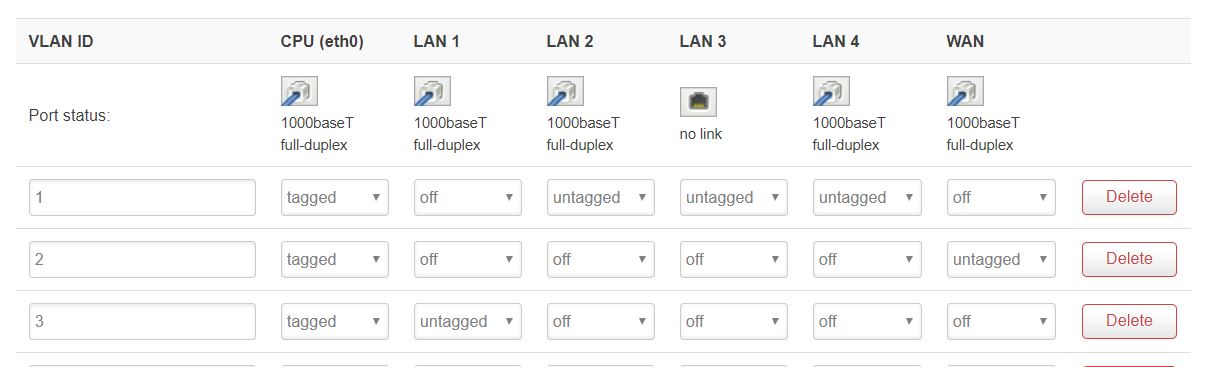 VLAN ID CPU (eth0) LAN 1 LAN 2 LAN 3 LAN 4 WAN
Port status: 1000baseT 1000baseT 1000baseT no link 1000baseT 1000baseT
full-duplex full-duplex full-duplex full-duplex full-duplex
1 tagged off untagged untagged untagged off Delete
2 tagged off off off off untagged Delete
3 tagged untagged off off off off Delete